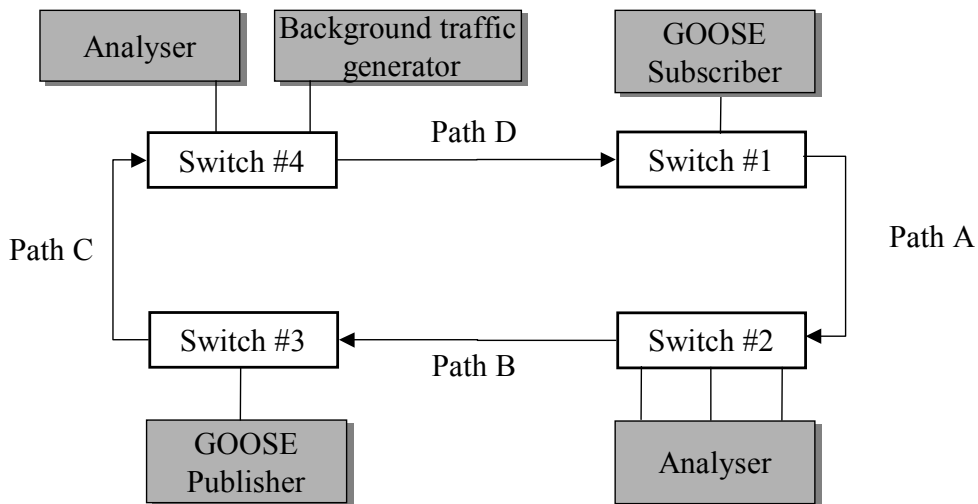 Analyser
Background traffic
generator
GOOSE
Subscriber
Path D
Switch #4
Switch #1
Path C
Path A
Switch #3
Switch #2
Path B
GOOSE
Publisher
Analyser